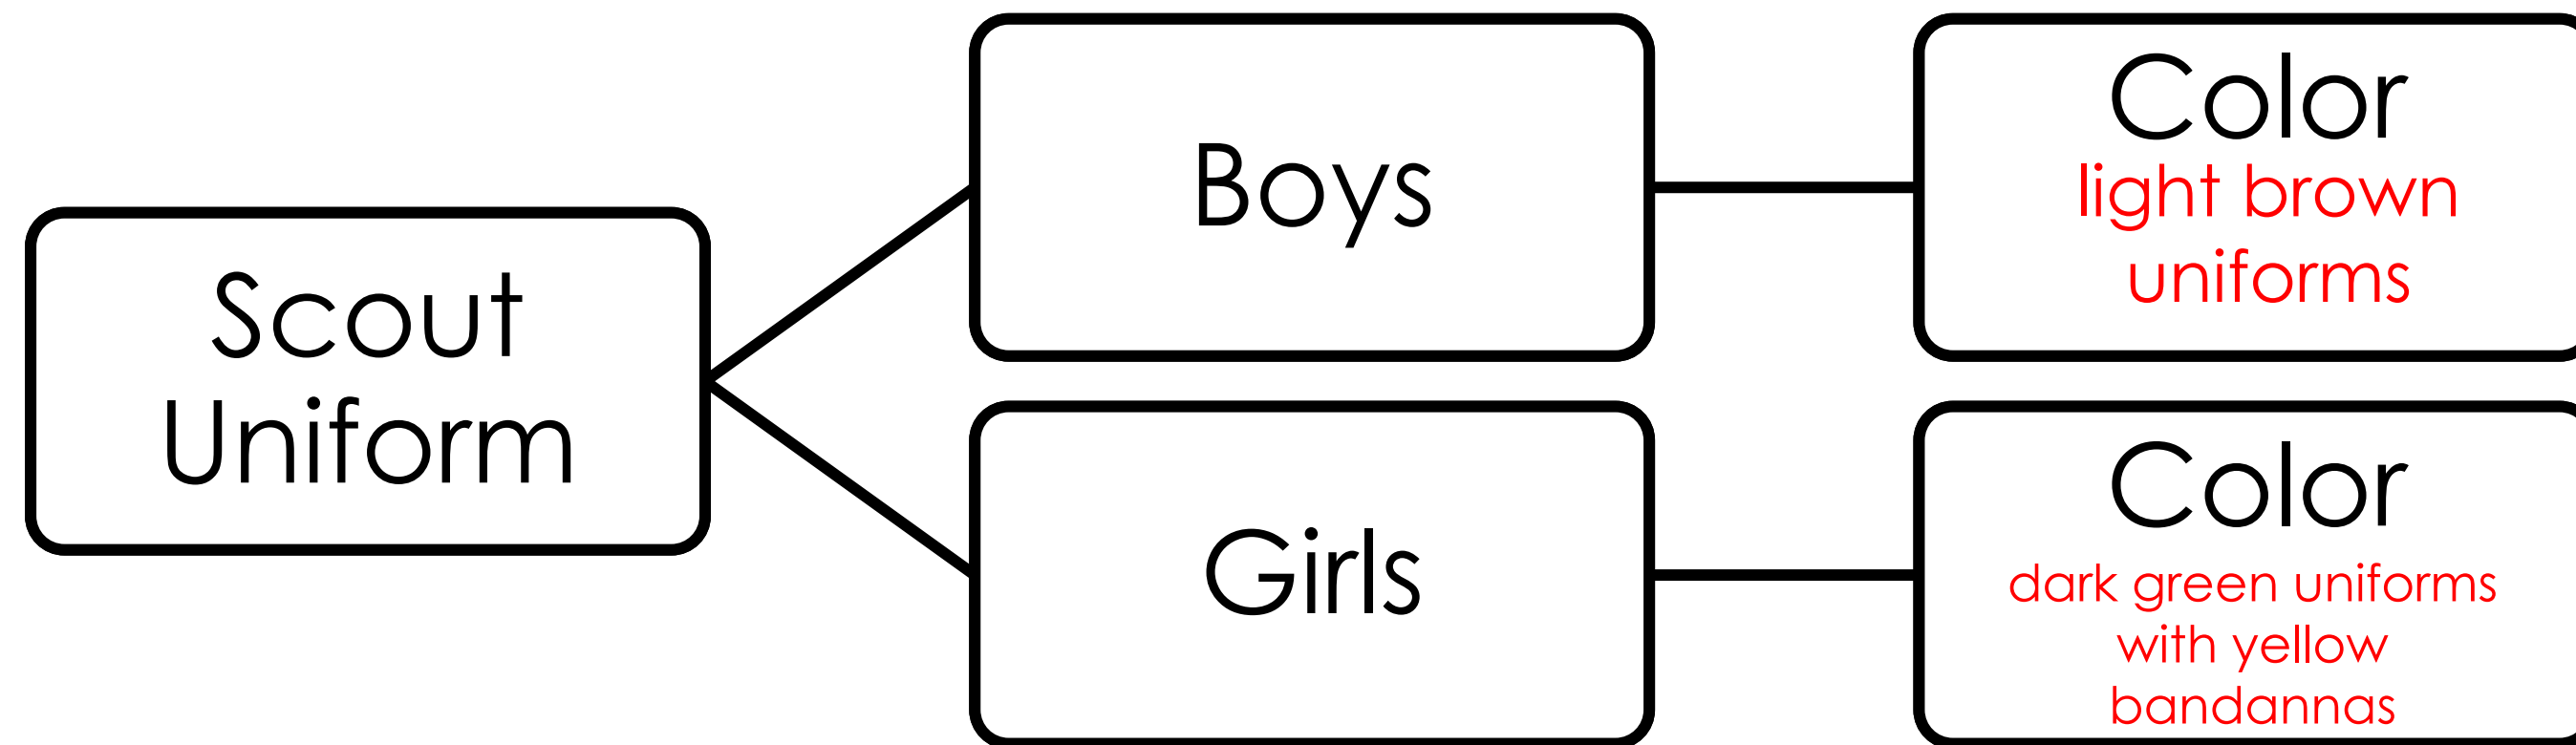 Scout
Uniform
Boys
Color
light brown
uniforms
Girls
Color
dark green uniforms
with yellow
bandannas